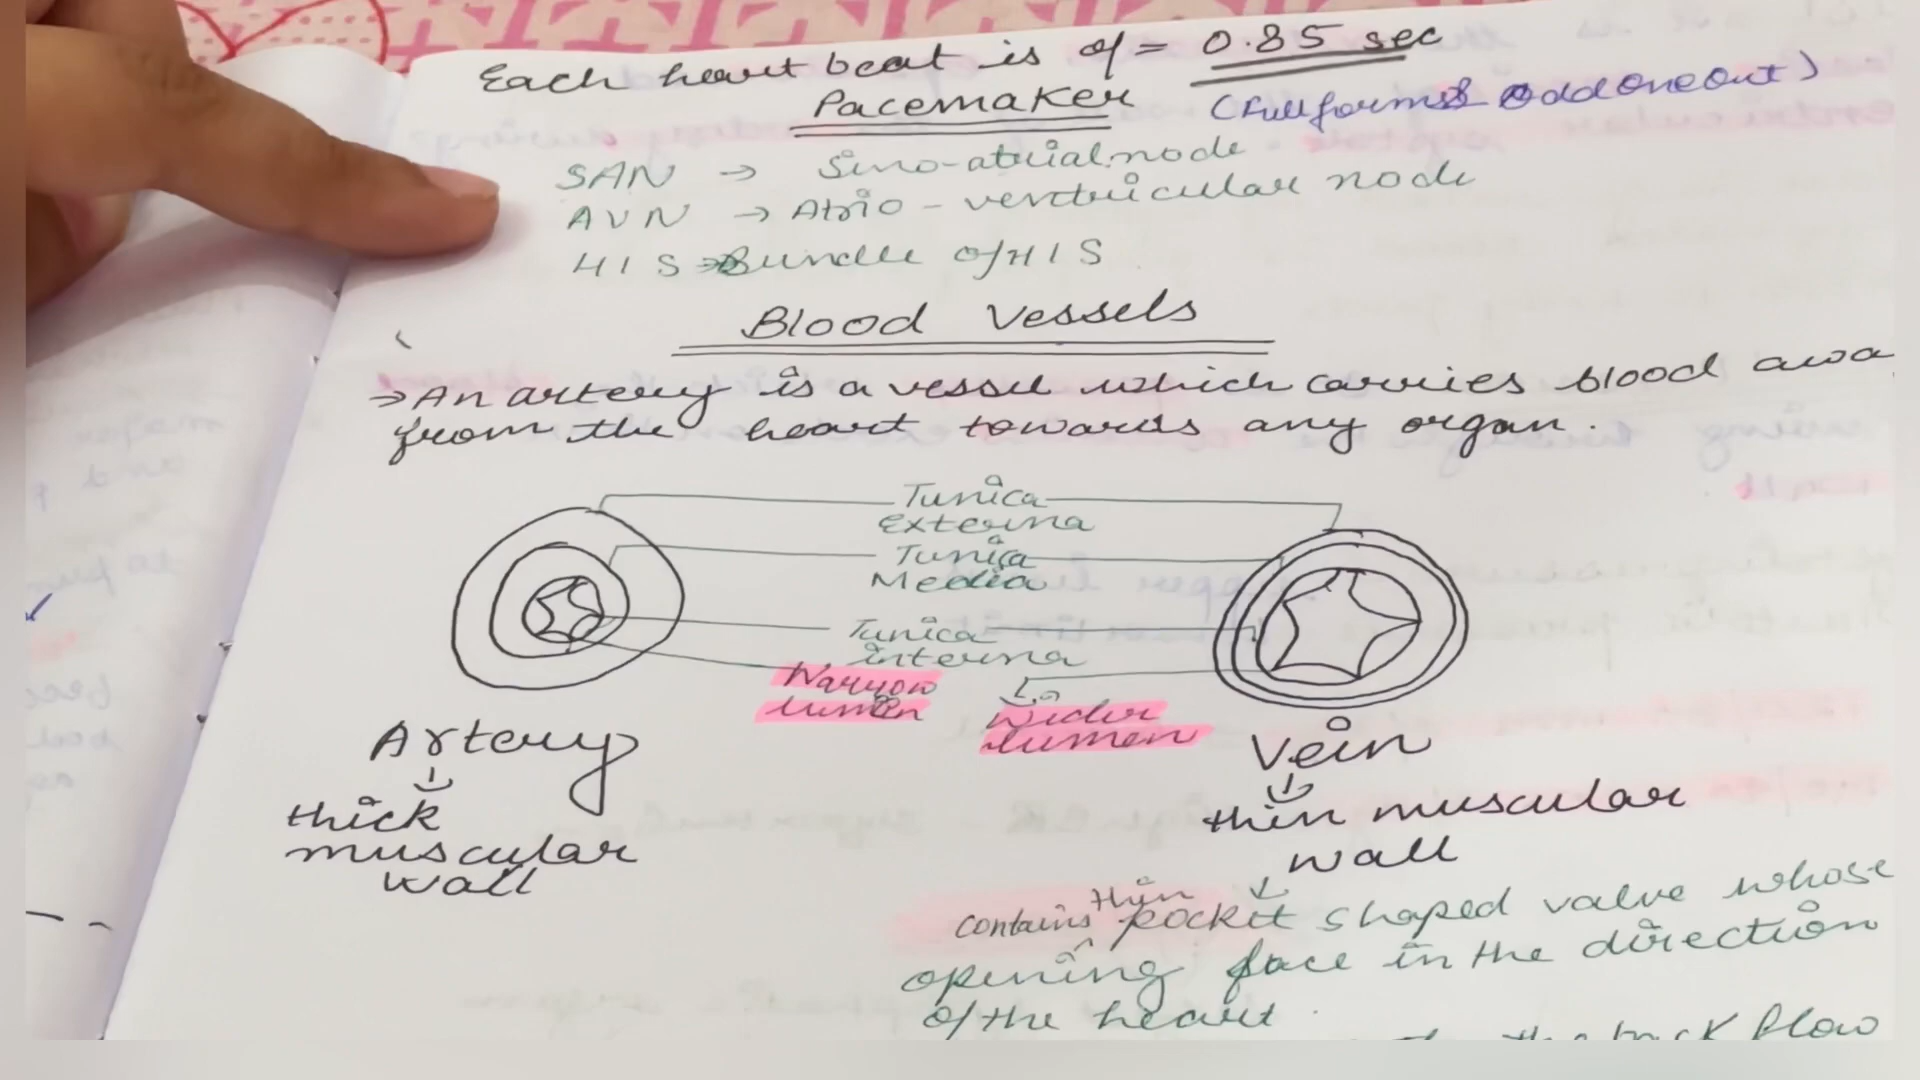 Each heart beat is of = 0.85 sec
Pacemaker
(Full forms & odd one out)
SAN → Sino-atrial node
AVN → Atrio-ventricular node
HIS → Bundle of HIS
Blood Vessels
→ An artery is a vessel which carries blood awa
from the heart towards any organ.
Tunica
Externa
Tunica
Media
Tunica
interna
Narrow
lumen
Wider
lumen
Artery
thick
muscular
wall
Vein
thin muscular
wall
contains thin pocket shaped valve whose
opening face in the direction
of the heart.
the back flow